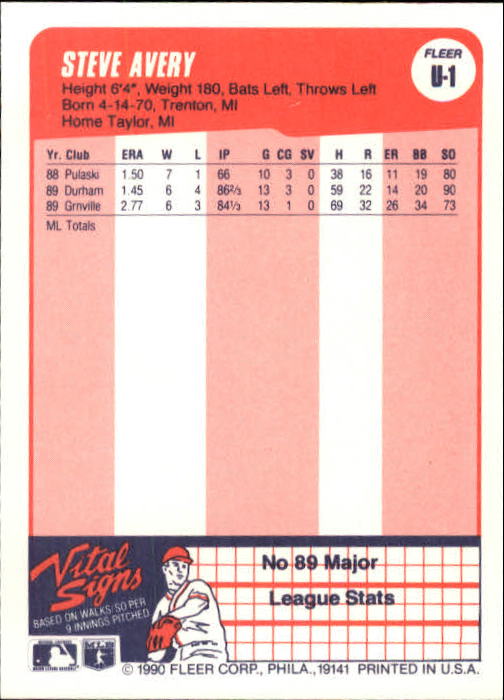 STEVE AVERY
FLEER
U-1
Height 6'4", Weight 180, Bats Left, Throws Left
Born 4-14-70, Trenton, MI
Home Taylor, MI
Yr. Club ERA W L IP G CG SV H R ER BB SO
88 Pulaski 1.50 7 1 66 10 3 0 38 16 11 19 80
89 Durham 1.45 6 4 86⅔ 13 3 0 59 22 14 20 90
89 Grnville 2.77 6 3 84⅓ 13 1 0 69 32 26 34 73
ML Totals
Vital
Signs
BASED ON WALKS/SO PER
9 INNINGS PITCHED
No 89 Major
League Stats
© 1990 FLEER CORP., PHILA., 19141 PRINTED IN U.S.A.